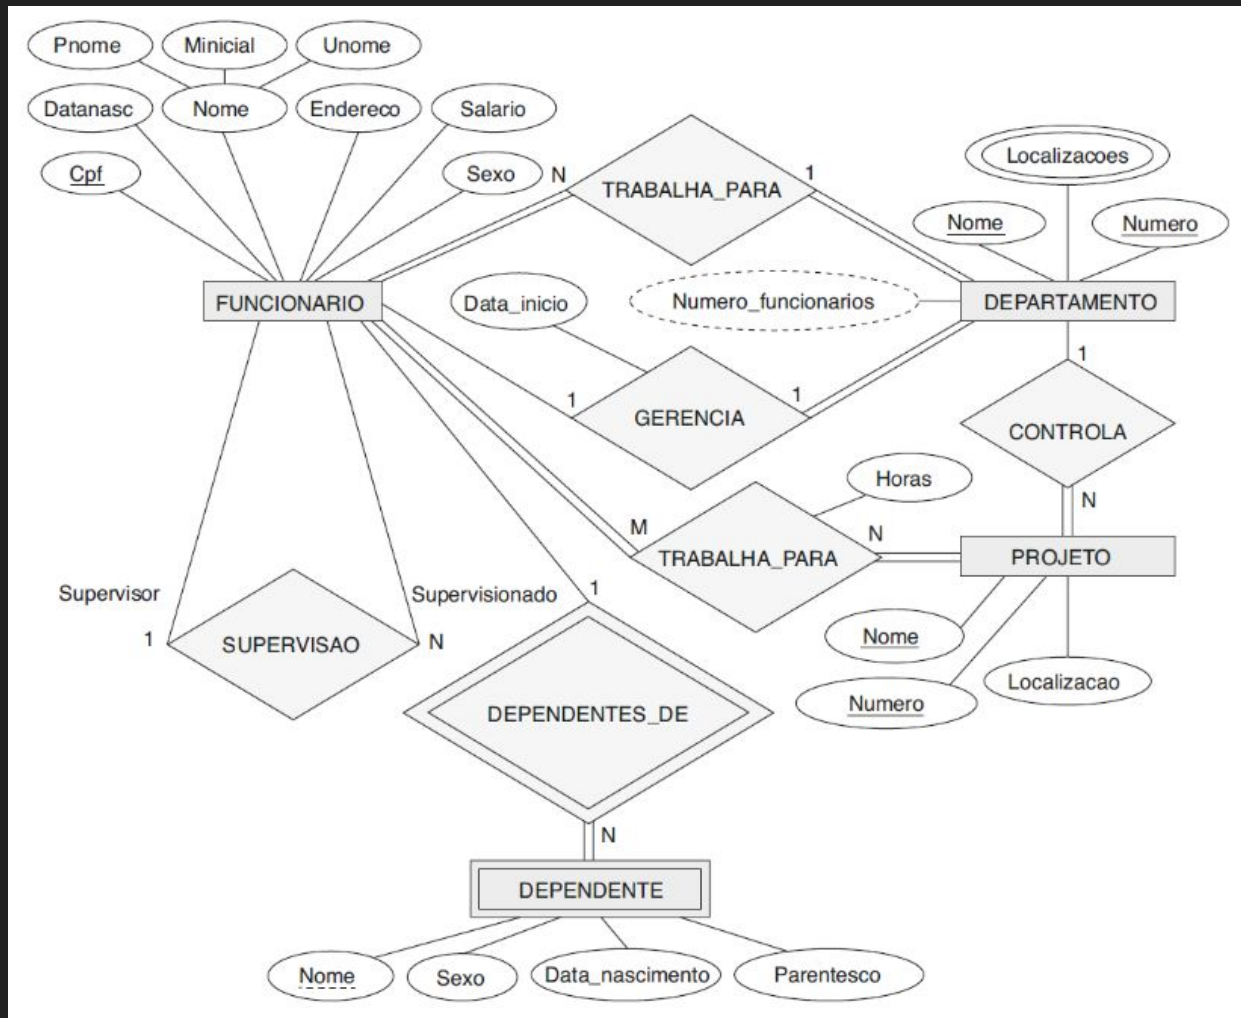 Pnome
Minicial
Unome
Datanasc
Nome
Endereco
Salario
Cpf
Sexo
N
TRABALHA_PARA
1
Localizacoes
Nome
Numero
FUNCIONARIO
Data_inicio
Numero_funcionarios
DEPARTAMENTO
1
GERENCIA
1
1
CONTROLA
N
Horas
M
TRABALHA_PARA
N
PROJETO
Nome
Numero
Localizacao
Supervisor
1
SUPERVISAO
Supervisionado
N
1
DEPENDENTES_DE
N
DEPENDENTE
Nome
Sexo
Data_nascimento
Parentesco